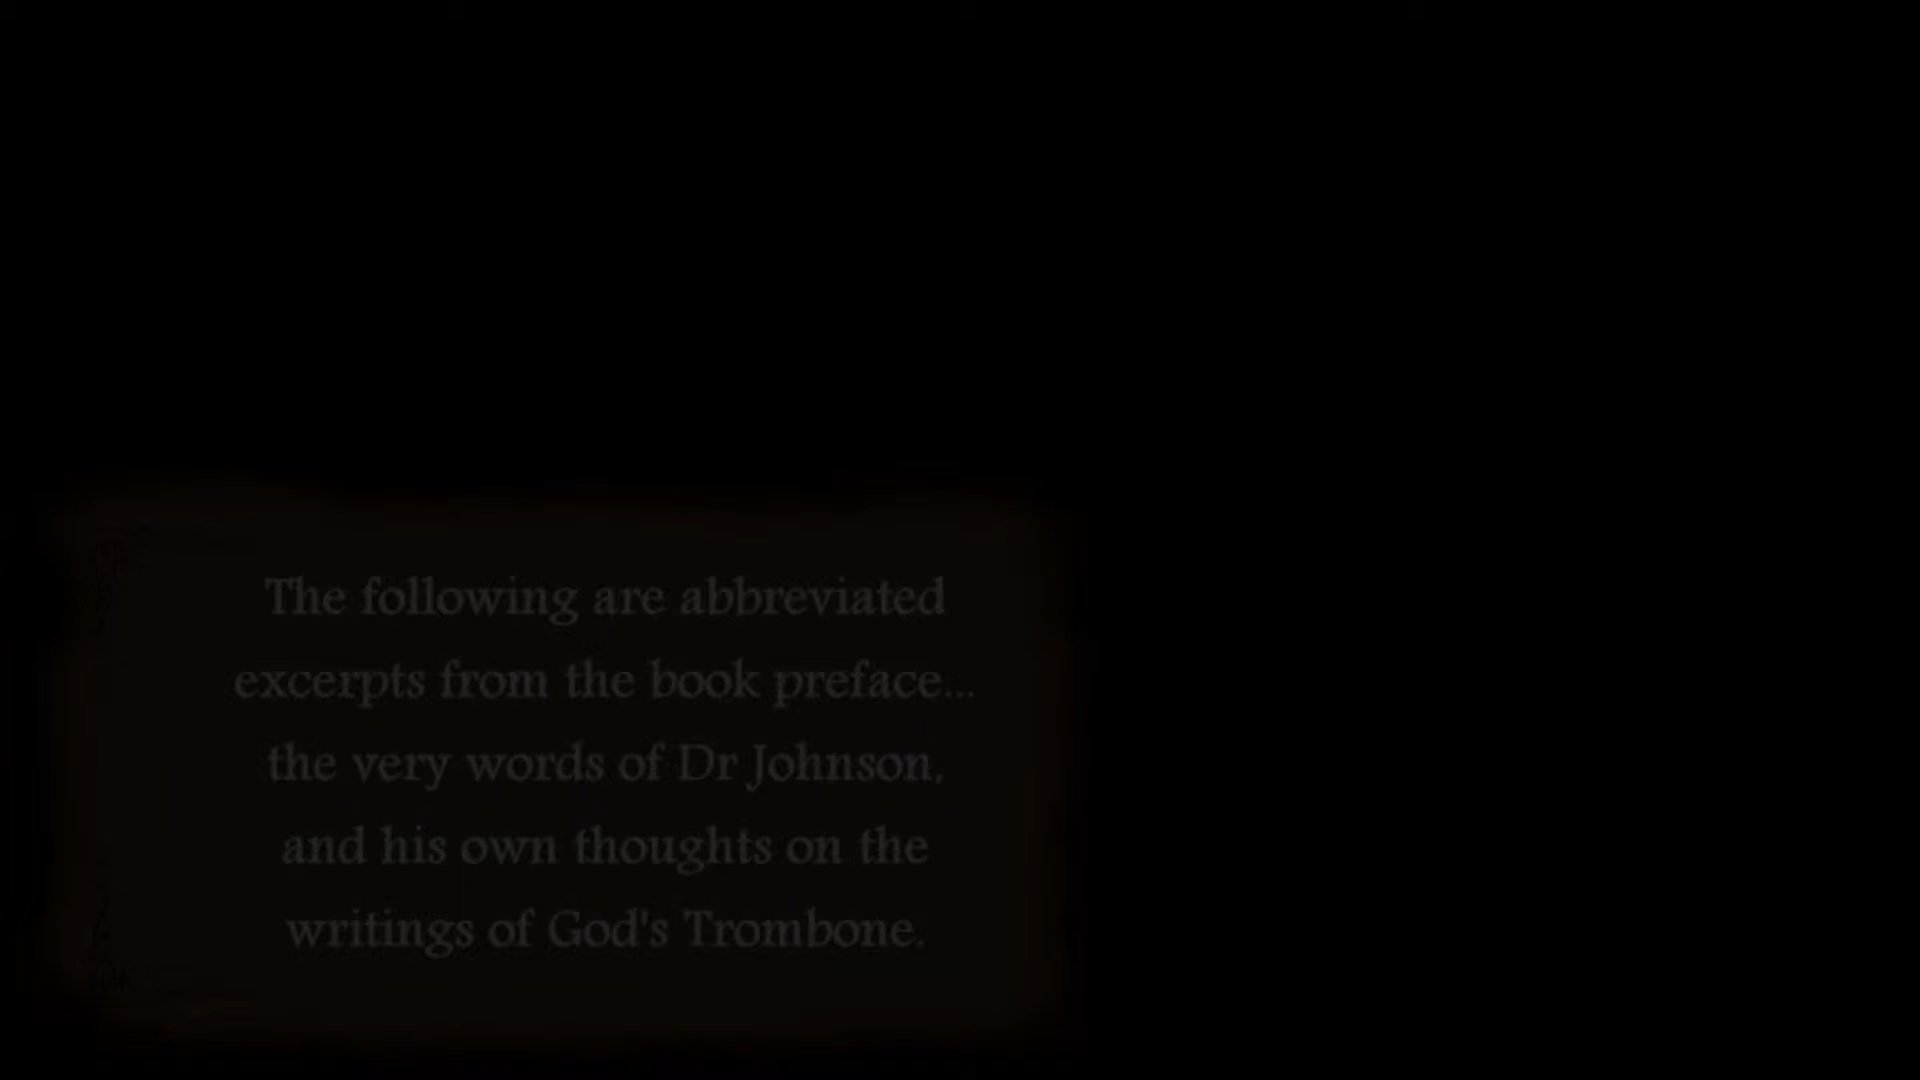 The following are abbreviated
excerpts from the book preface...
the very words of Dr Johnson,
and his own thoughts on the
writings of God's Trombone.